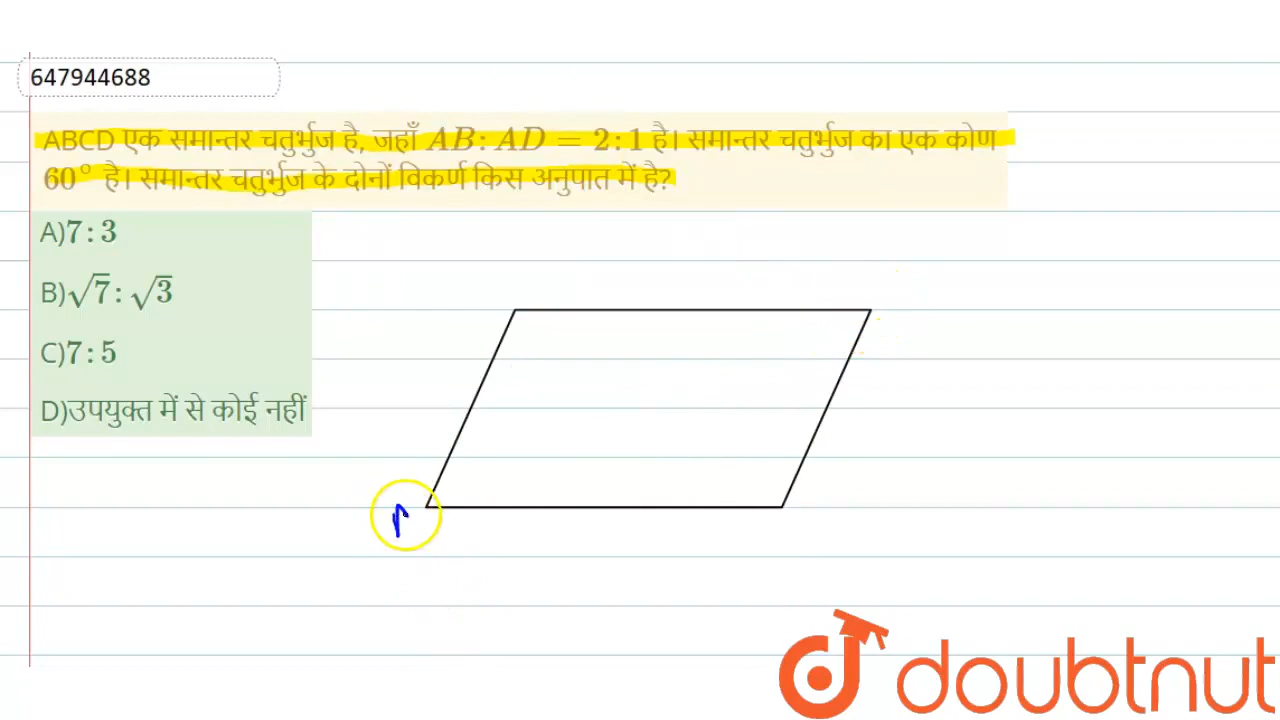 647944688
ABCD एक समान्तर चतुर्भुज है, जहाँ AB : AD = 2 : 1 है। समान्तर चतुर्भुज का एक कोण
60° है। समान्तर चतुर्भुज के दोनों विकर्ण किस अनुपात में है?
A)7 : 3
B)√7 : √3
C)7 : 5
D)उपयुक्त में से कोई नहीं
doubtnut